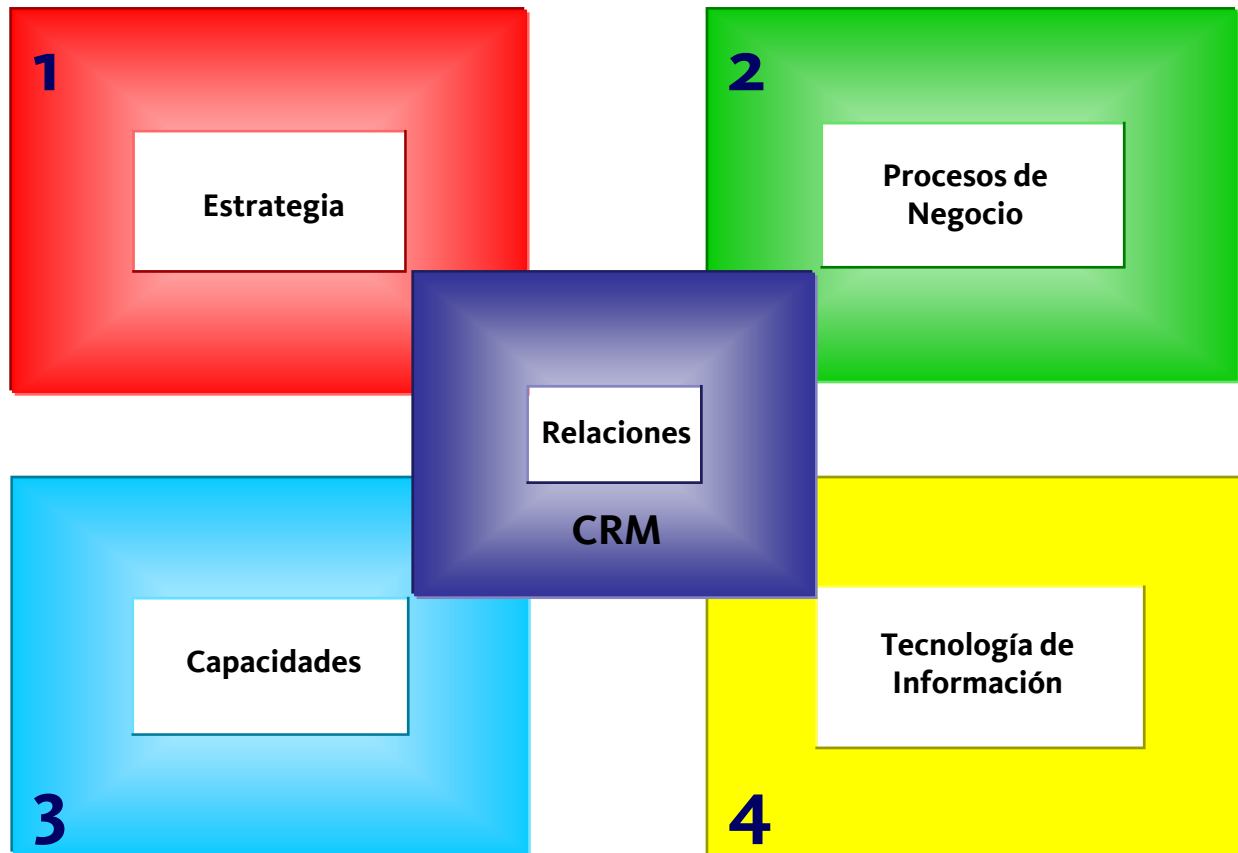 1
Estrategia
2
Procesos de
Negocio
Relaciones
CRM
Capacidades
3
Tecnología de
Información
4